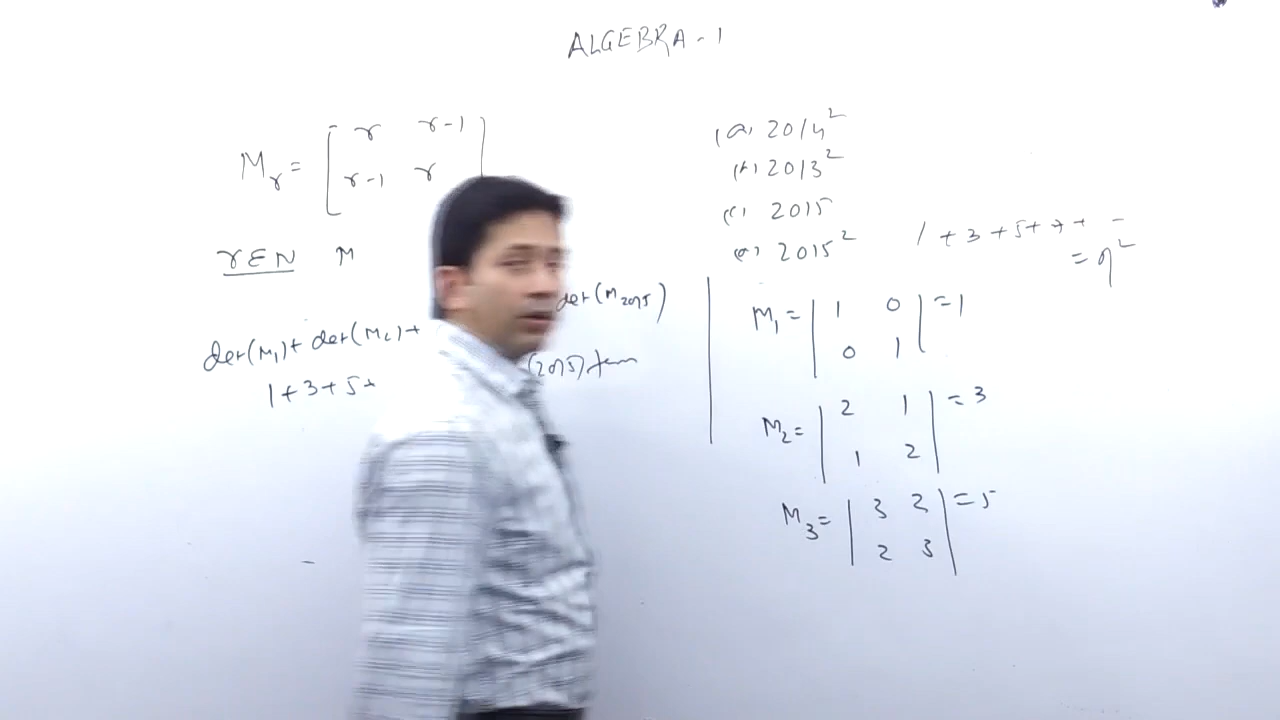 ALGEBRA-1
M_r = [ r r-1
r-1 r
r∈N M
det(M_1)+ det(M_2)+ det(M_2015)
1+3+5+ (2015) term
(a) 2014²
(b) 2013²
(c) 2015
(d) 2015²
1+3+5+7+ -
= n²
M_1 = | 1 0 | = 1
0 1
M_2 = | 2 1 | = 3
1 2
M_3 = | 3 2 | = 5
2 3